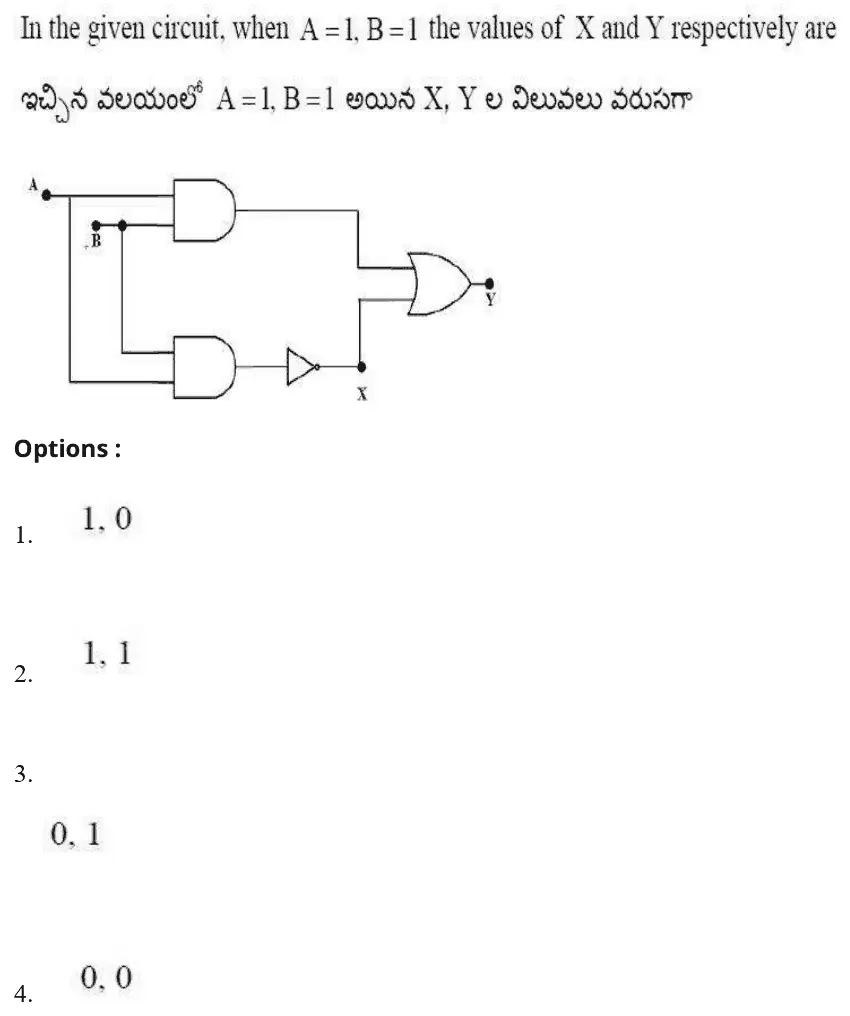 In the given circuit, when A = 1, B = 1 the values of X and Y respectively are
ఇచ్చిన వలయంలో A = 1, B = 1 అయిన X, Y ల విలువలు వరుసగా
A
B
Y
X
Options :
1. 1, 0
2. 1, 1
3.
0, 1
4. 0, 0